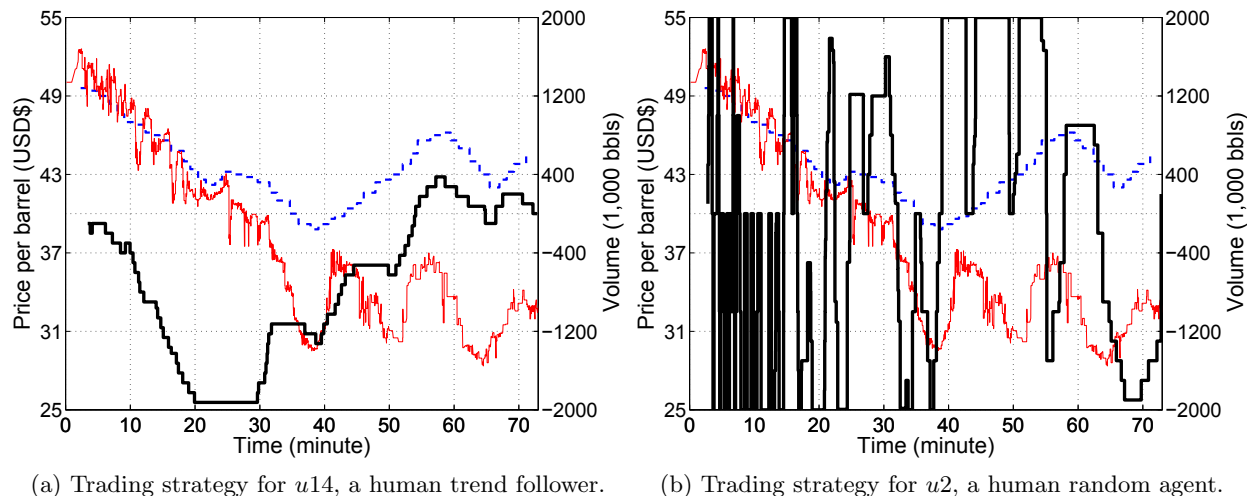 55
49
43
37
31
25
Price per barrel (USD$)
0 10 20 30 40 50 60 70
Time (minute)
2000
1200
400
−400
−1200
−2000
Volume (1,000 bbls)
(a) Trading strategy for u14, a human trend follower.
55
49
43
37
31
25
Price per barrel (USD$)
0 10 20 30 40 50 60 70
Time (minute)
2000
1200
400
−400
−1200
−2000
Volume (1,000 bbls)
(b) Trading strategy for u2, a human random agent.